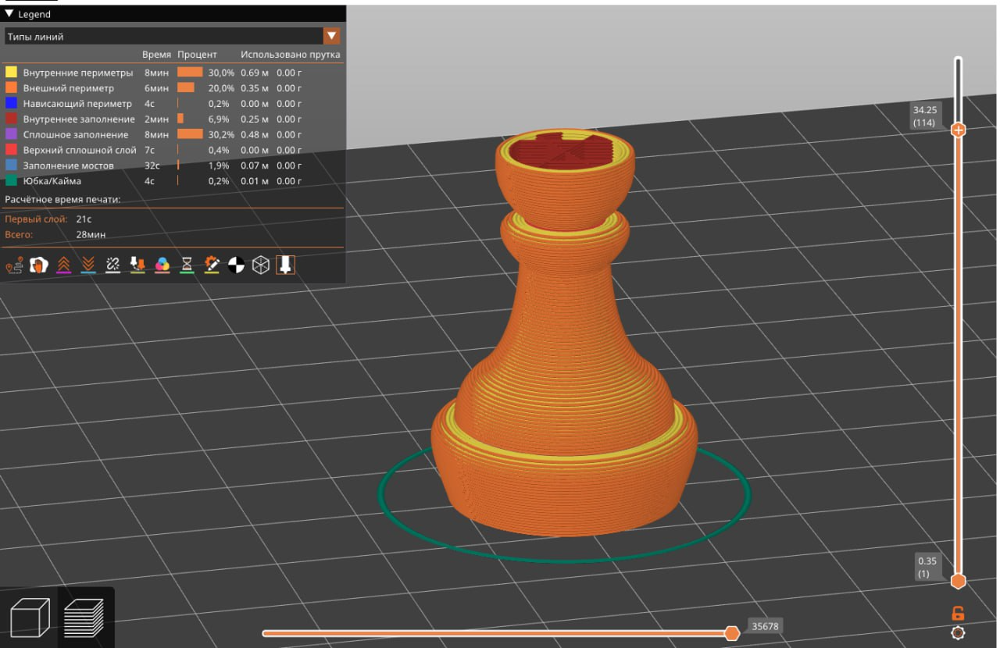 Legend
Типы линий
Время Процент Использовано прутка
Внутренние периметры 8мин 30,0% 0.69 м 0.00 г
Внешний периметр 6мин 20,0% 0.35 м 0.00 г
Нависающий периметр 4с 0,2% 0.00 м 0.00 г
Внутреннее заполнение 2мин 6,9% 0.25 м 0.00 г
Сплошное заполнение 8мин 30,2% 0.48 м 0.00 г
Верхний сплошной слой 7с 0,4% 0.00 м 0.00 г
Заполнение мостов 32с 1,9% 0.07 м 0.00 г
Юбка/Кайма 4с 0,2% 0.01 м 0.00 г
Расчётное время печати:
Первый слой: 21с
Всего: 28мин
34.25
(114)
0.35
(1)
35678